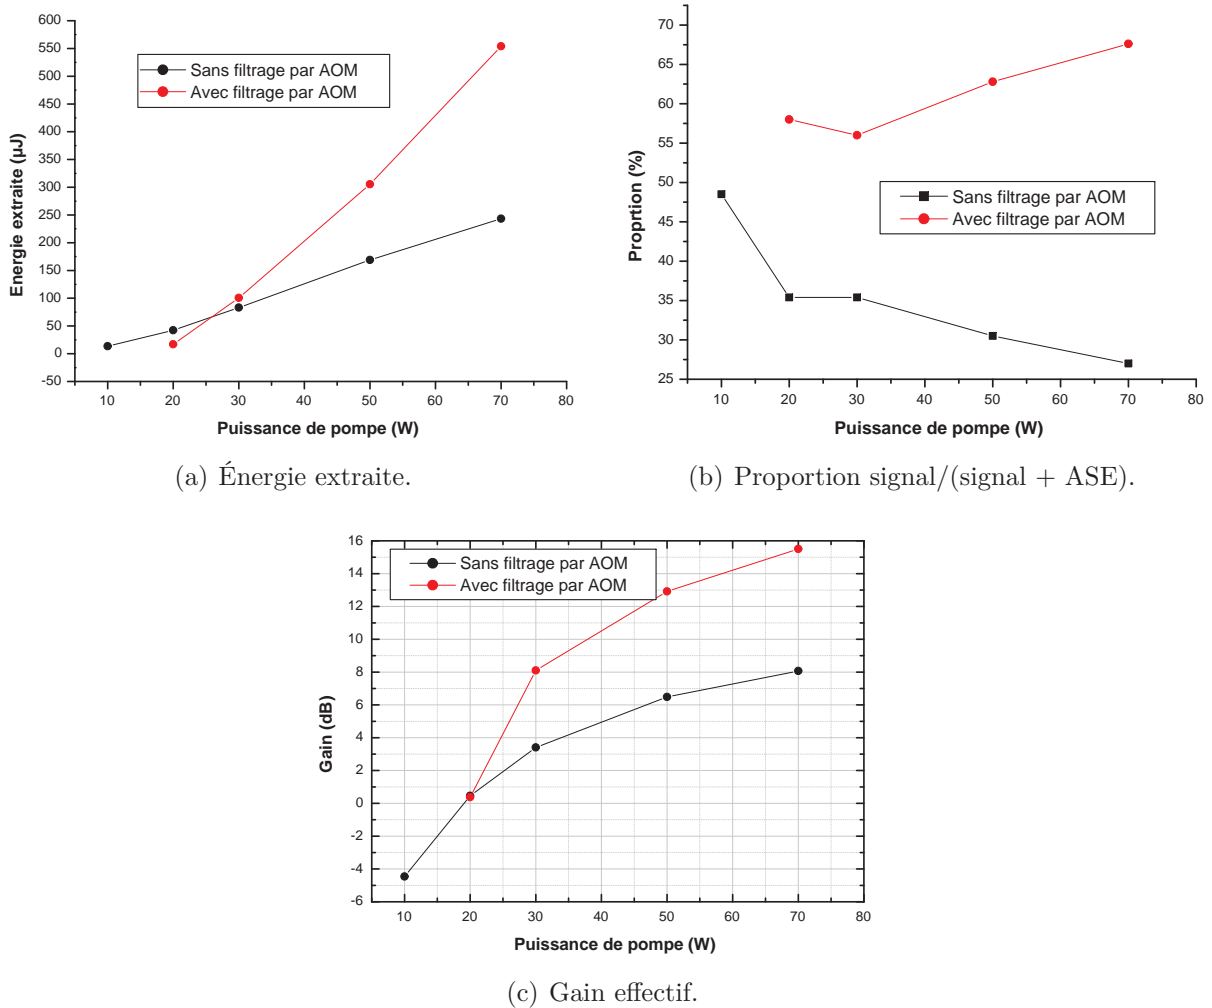 600
550
500
450
400
350
300
250
200
150
100
50
0
-50
Energie extraite (µJ)
Sans filtrage par AOM
Avec filtrage par AOM
10 20 30 40 50 60 70 80
Puissance de pompe (W)
(a) Énergie extraite.
70
65
60
55
50
45
40
35
30
25
Proprtion (%)
Sans filtrage par AOM
Avec filtrage par AOM
10 20 30 40 50 60 70 80
Puissance de pompe (W)
(b) Proportion signal/(signal + ASE).
16
14
12
10
8
6
4
2
0
-2
-4
-6
Gain (dB)
Sans filtrage par AOM
Avec filtrage par AOM
10 20 30 40 50 60 70 80
Puissance de pompe (W)
(c) Gain effectif.